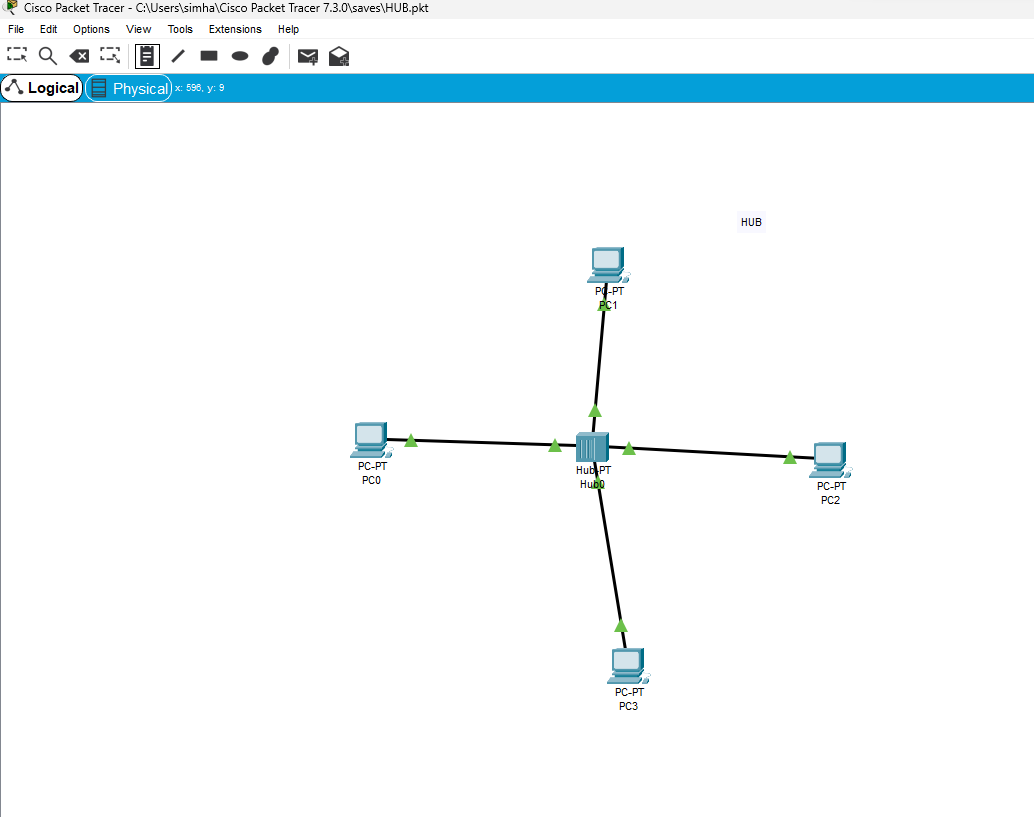 Cisco Packet Tracer - C:\Users\simha\Cisco Packet Tracer 7.3.0\saves\HUB.pkt
File Edit Options View Tools Extensions Help
Logical Physical x: 596, y: 9
HUB
PC-PT
PC1
PC-PT
PC0
Hub-PT
Hub0
PC-PT
PC2
PC-PT
PC3